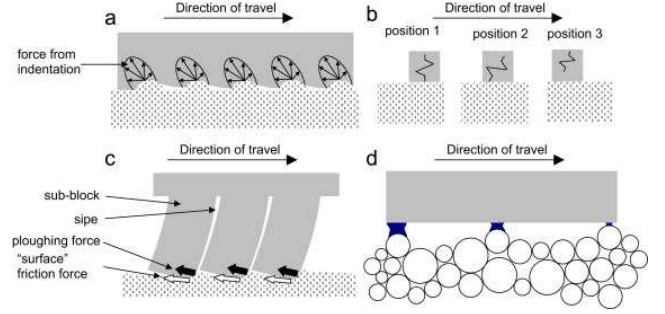 a
Direction of travel
force from
indentation
b
Direction of travel
position 1
position 2
position 3
c
Direction of travel
sub-block
sipe
ploughing force
“surface”
friction force
d
Direction of travel